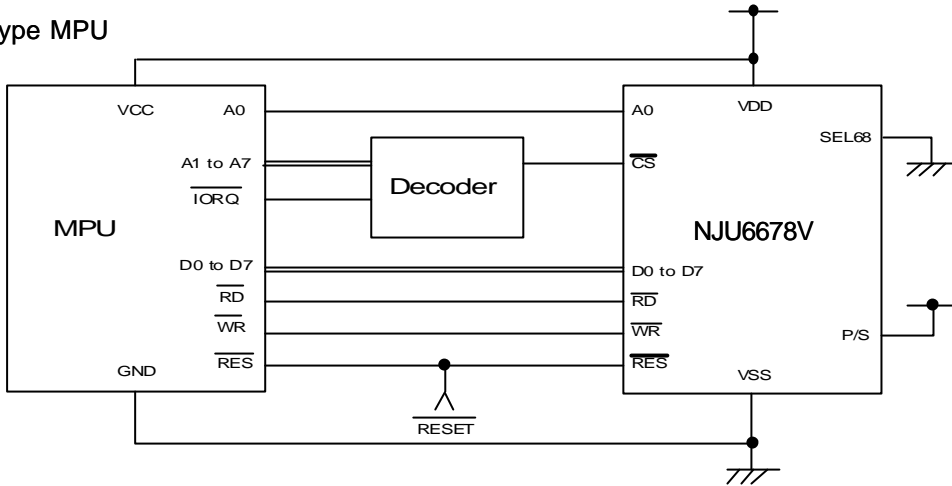 ype MPU
VCC
A0
A1 to A7
IORQ
MPU
D0 to D7
RD
WR
RES
GND
Decoder
RESET
A0
VDD
SEL68
CS
NJU6678V
D0 to D7
RD
WR
P/S
RES
VSS